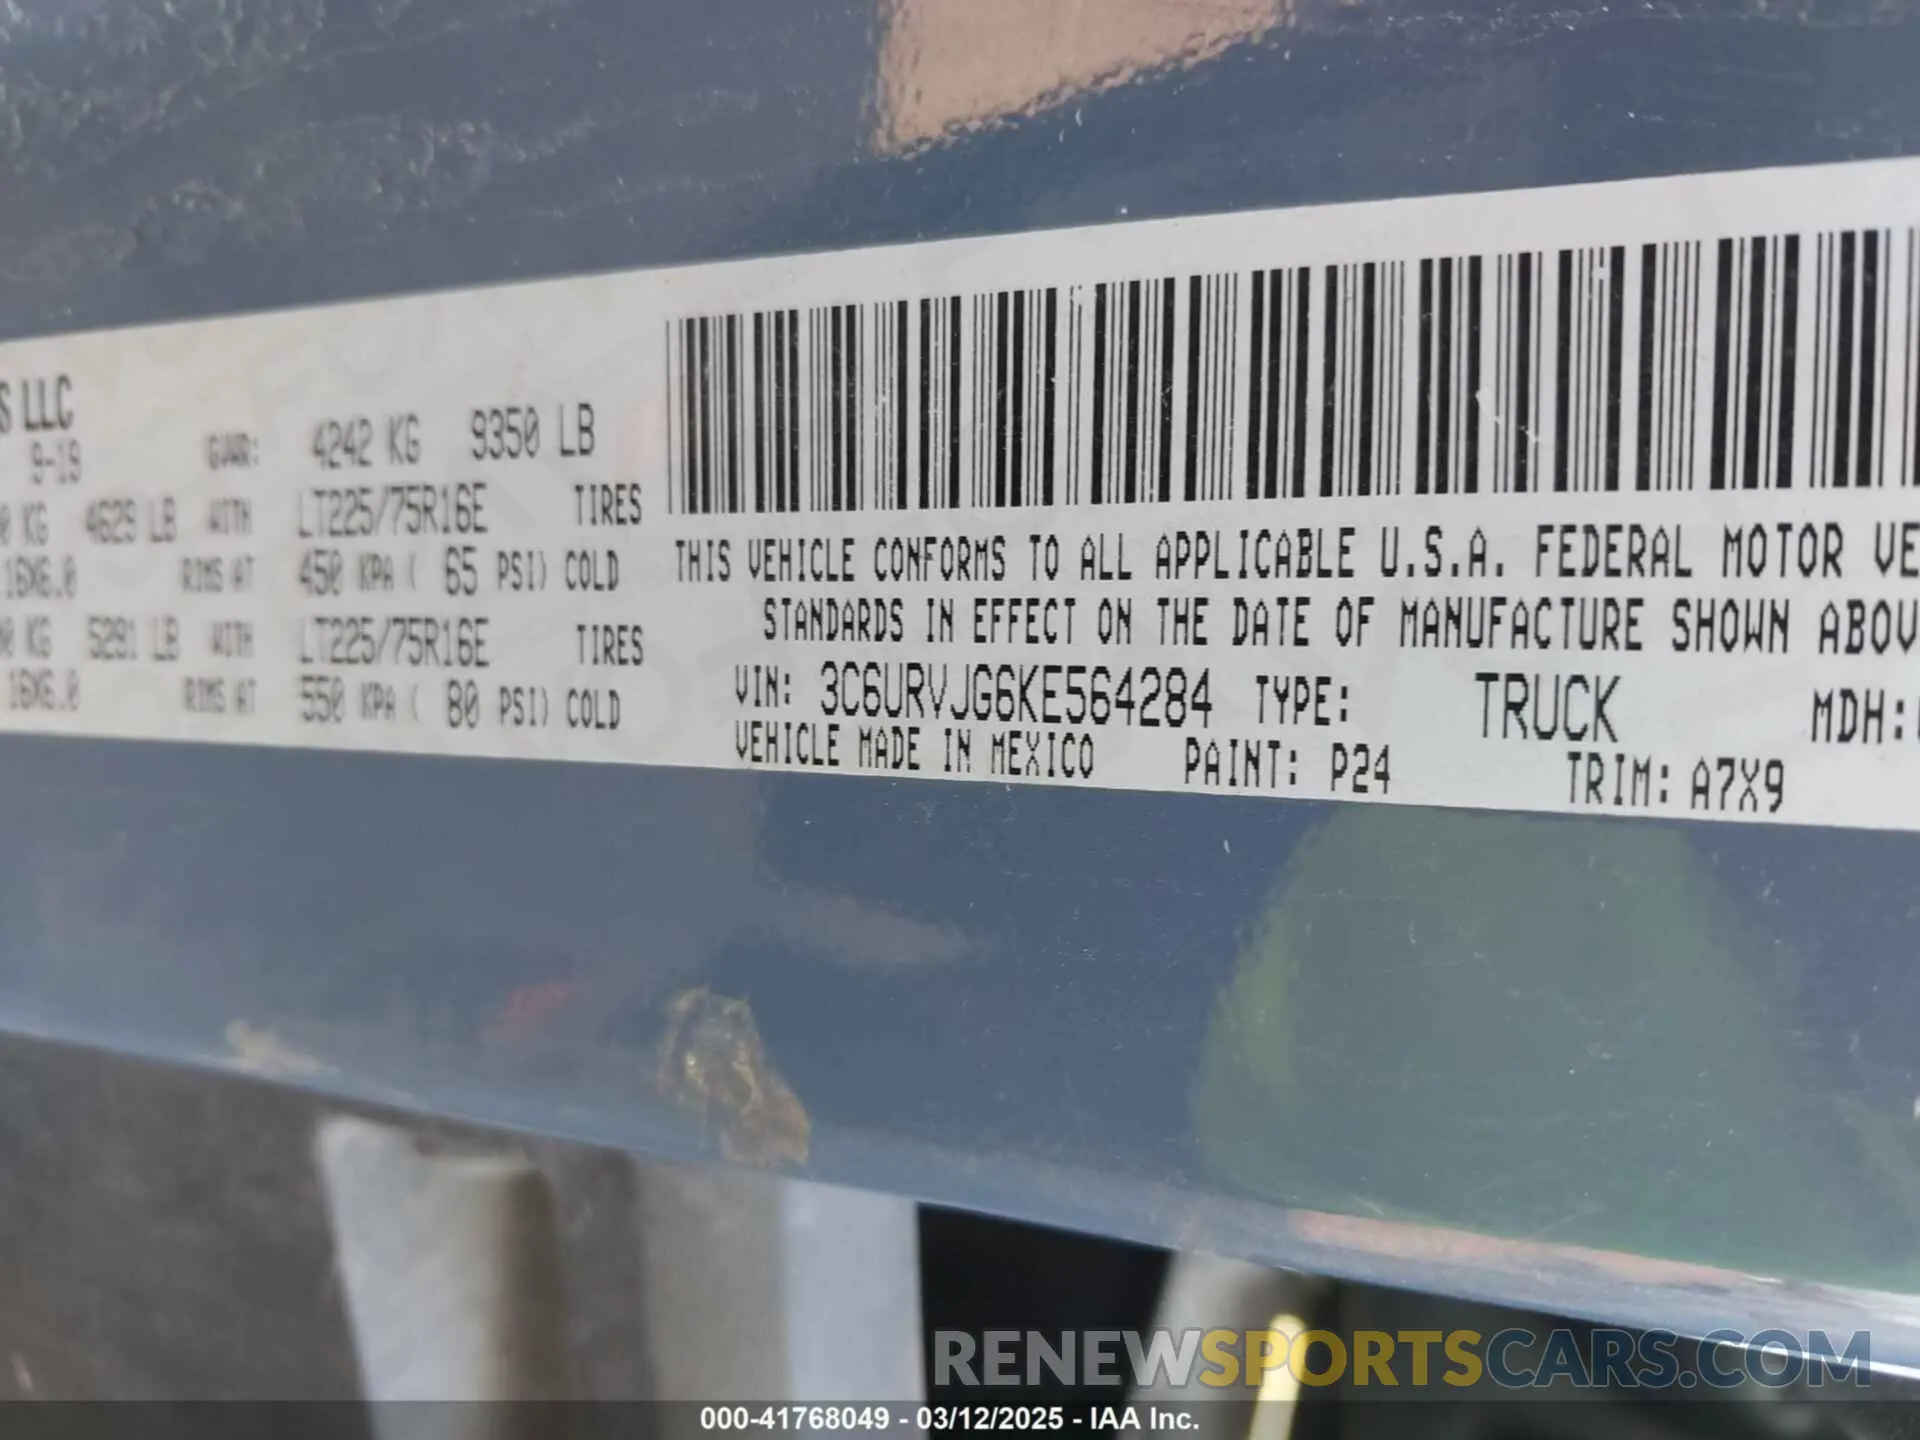 S LLC
9-19 GVWR: 4242 KG 9350 LB
0 KG 4629 LB WITH LT225/75R16E TIRES
16X6.0 RIMS AT 450 KPA ( 65 PSI) COLD
0 KG 5291 LB WITH LT225/75R16E TIRES
16X6.0 RIMS AT 550 KPA ( 80 PSI) COLD
THIS VEHICLE CONFORMS TO ALL APPLICABLE U.S.A. FEDERAL MOTOR VE
STANDARDS IN EFFECT ON THE DATE OF MANUFACTURE SHOWN ABOV
VIN: 3C6URVJG6KE564284 TYPE: TRUCK MDH:
VEHICLE MADE IN MEXICO PAINT: P24 TRIM: A7X9
RENEWSPORTSCARS.COM
000-41768049 - 03/12/2025 - IAA Inc.